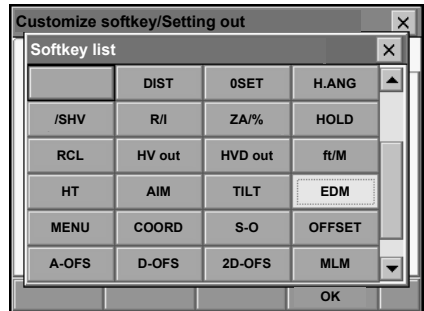 Customize softkey/Setting out
Softkey list
DIST 0SET H.ANG
/SHV R/I ZA/% HOLD
RCL HV out HVD out ft/M
HT AIM TILT EDM
MENU COORD S-O OFFSET
A-OFS D-OFS 2D-OFS MLM
OK